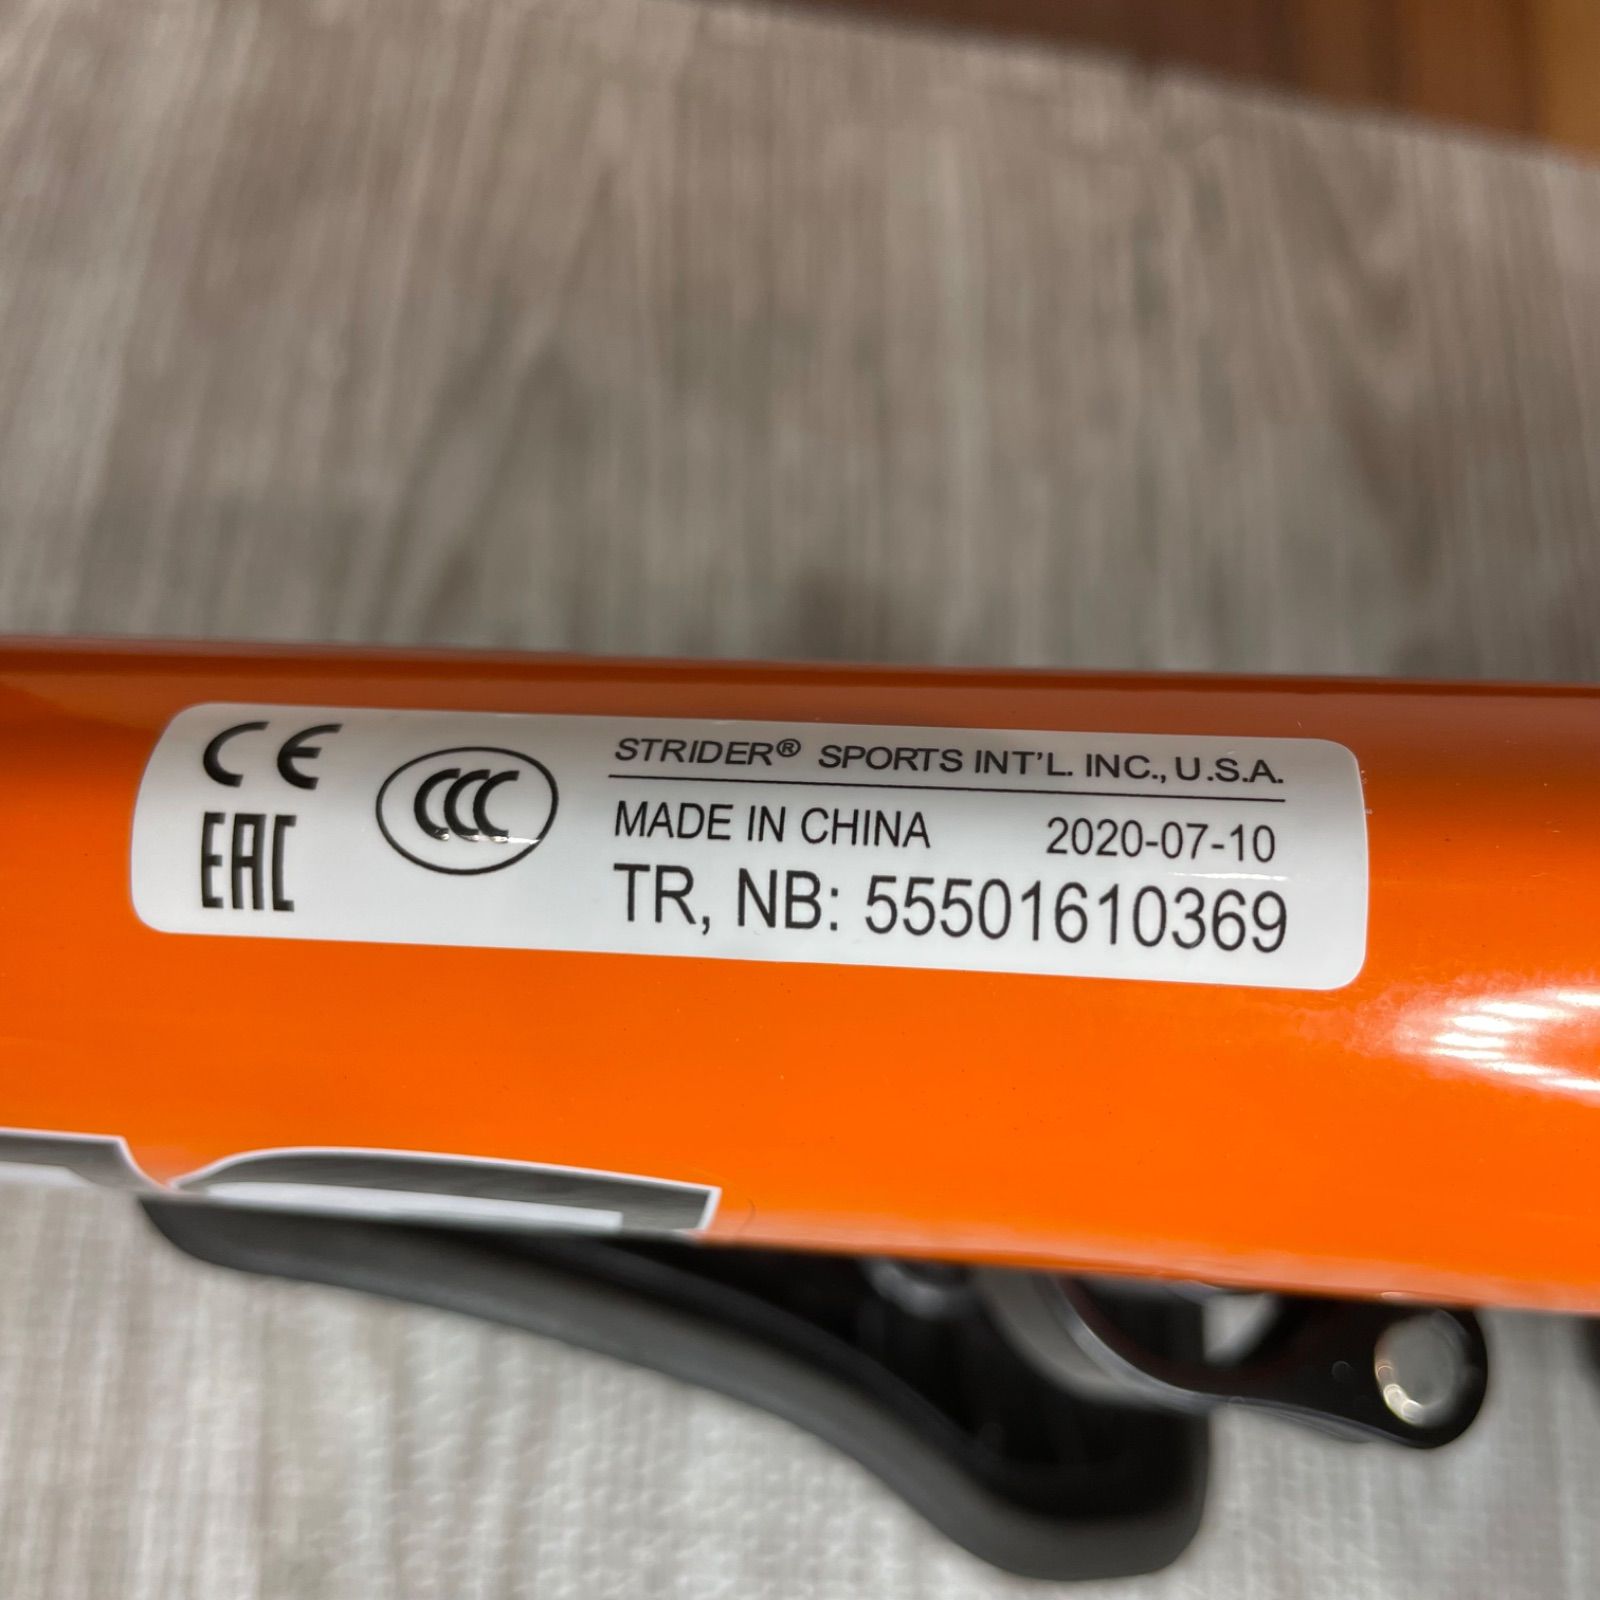 CE
EAC
CCC
STRIDER® SPORTS INT'L. INC., U.S.A.
MADE IN CHINA 2020-07-10
TR, NB: 55501610369